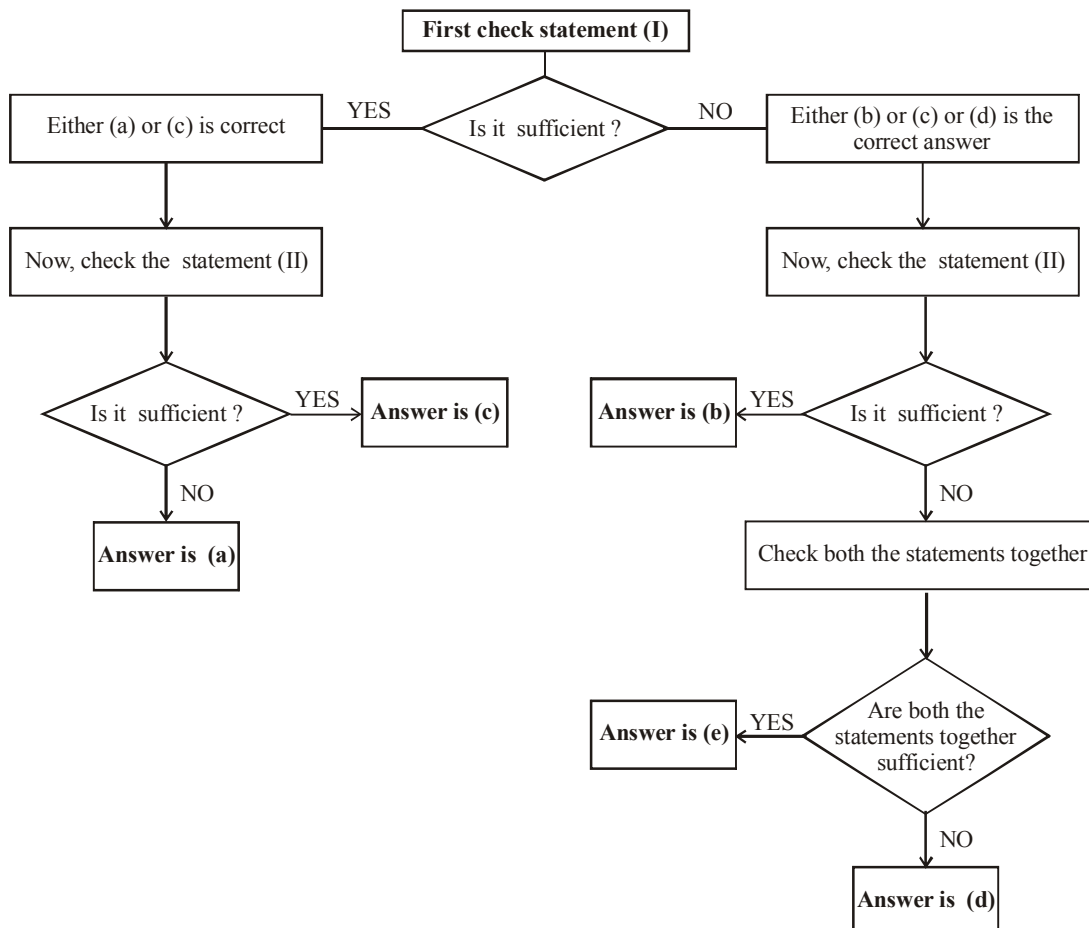 First check statement (I)
Either (a) or (c) is correct
YES
Is it sufficient ?
NO
Either (b) or (c) or (d) is the
correct answer
Now, check the statement (II)
Now, check the statement (II)
Is it sufficient ?
YES
Answer is (c)
Answer is (b)
YES
Is it sufficient ?
NO
NO
Answer is (a)
Check both the statements together
Answer is (e)
YES
Are both the
statements together
sufficient?
NO
Answer is (d)